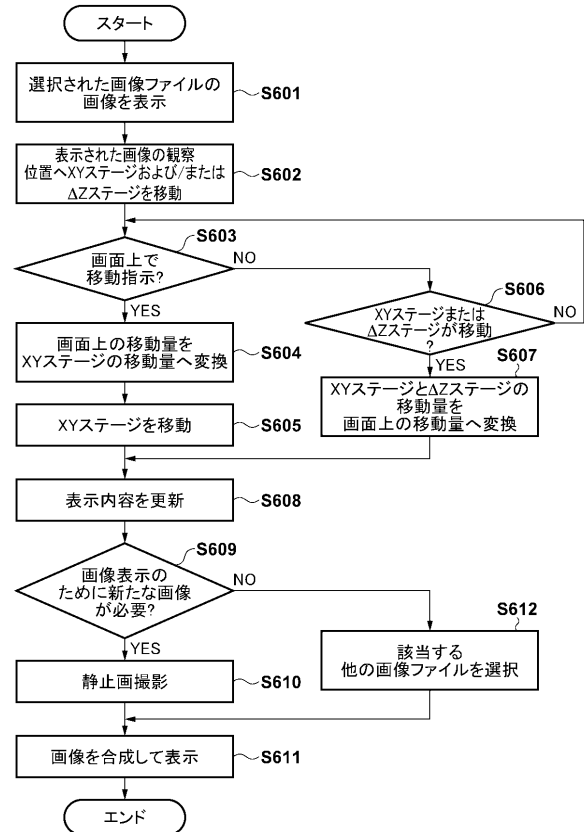 スタート
選択された画像ファイルの
画像を表示
S601
表示された画像の観察
位置へXYステージおよび/または
ΔZステージを移動
S602
S603
画面上で
移動指示?
NO
YES
S606
XYステージまたは
ΔZステージが移動
?
NO
YES
画面上の移動量を
XYステージの移動量へ変換
S604
S607
XYステージとΔZステージの
移動量を
画面上の移動量へ変換
XYステージを移動
S605
表示内容を更新
S608
S609
画像表示の
ために新たな画像
が必要?
NO
YES
S612
該当する
他の画像ファイルを選択
静止画撮影
S610
画像を合成して表示
S611
エンド